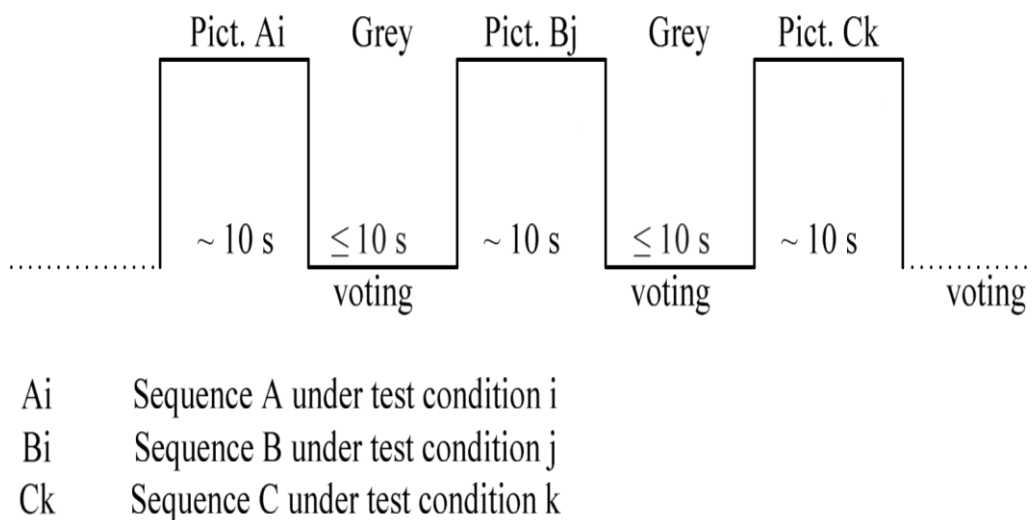 Pict. Ai Grey Pict. Bj Grey Pict. Ck
~ 10 s ≤ 10 s ~ 10 s ≤ 10 s ~ 10 s
voting voting voting
Ai Sequence A under test condition i
Bi Sequence B under test condition j
Ck Sequence C under test condition k